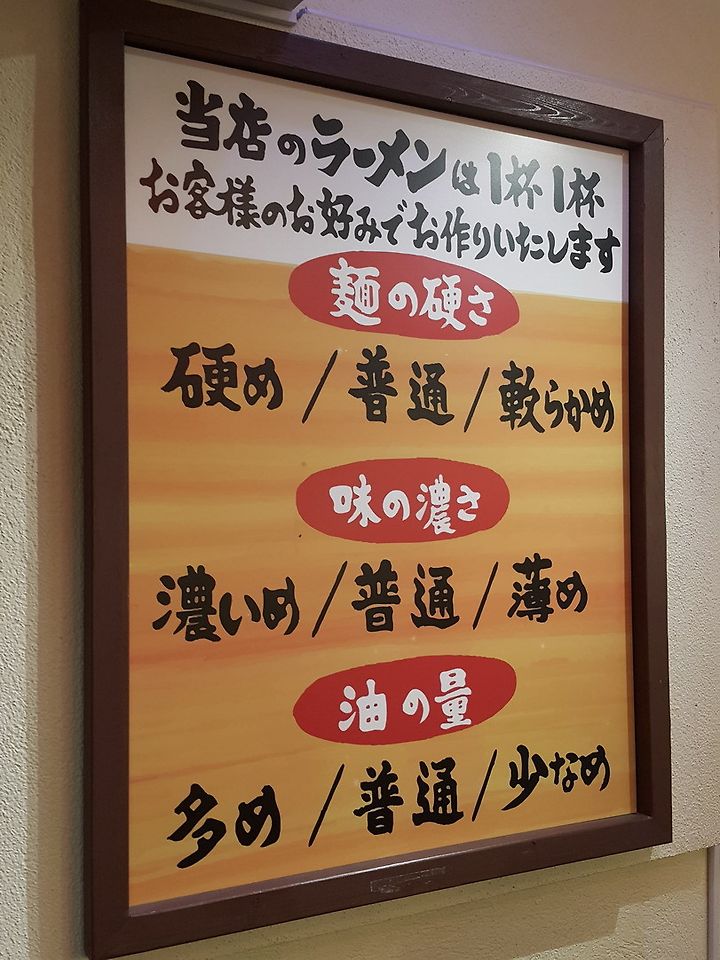 当店のラーメンは1杯1杯
お客様のお好みでお作りいたします
麺の硬さ
硬め/普通/軟らかめ
味の濃さ
濃いめ/普通/薄め
油の量
多め/普通/少なめ